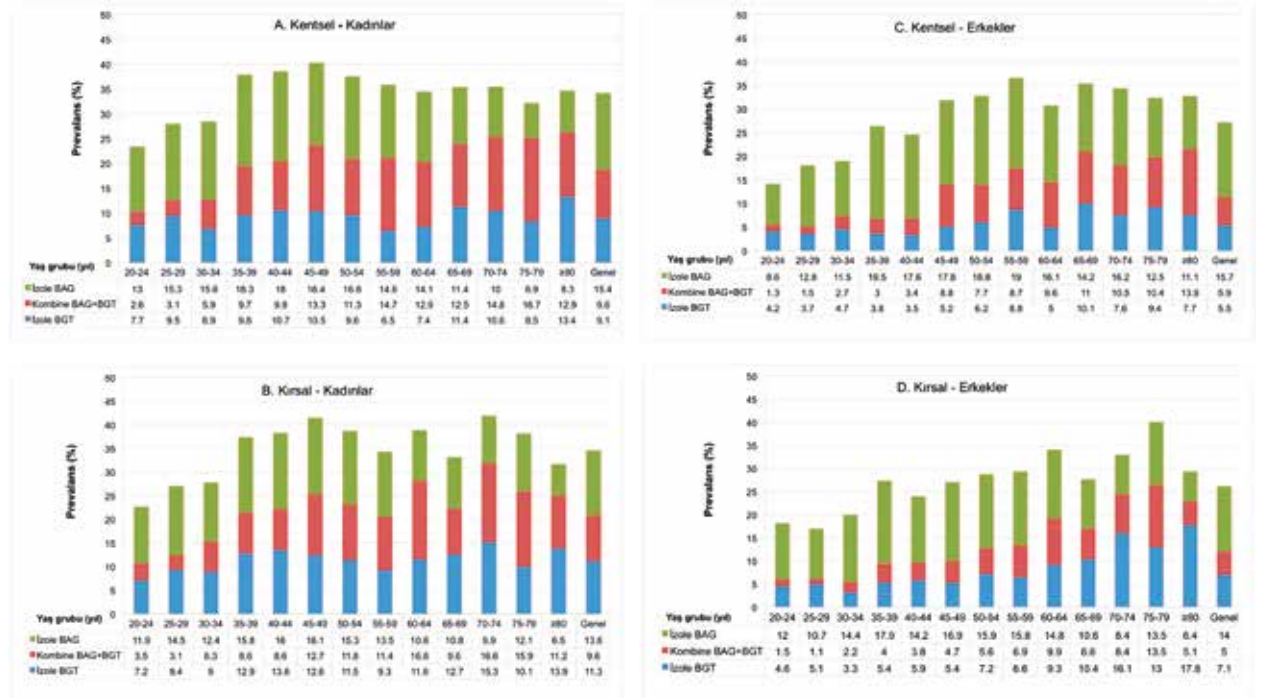 A. Kentsel - Kadınlar
Prevalans (%)
50
45
40
35
30
25
20
15
10
5
0
Yaş grubu (yıl) 20-24 25-29 30-34 35-39 40-44 45-49 50-54 55-59 60-64 65-69 70-74 75-79 ≥80 Genel
İzole BAG 13 15.3 15.8 18.3 18 16.4 16.6 14.6 14.1 11.4 10 6.9 8.3 15.4
Kombine BAG+BGT 2.6 3.1 5.9 9.7 9.8 13.3 11.3 14.7 12.9 12.5 14.8 16.7 12.9 9.6
İzole BGT 7.7 9.5 6.9 9.8 10.7 10.5 9.6 6.5 7.4 11.4 10.6 8.5 13.4 9.1
C. Kentsel - Erkekler
Prevalans (%)
50
45
40
35
30
25
20
15
10
5
0
Yaş grubu (yıl) 20-24 25-29 30-34 35-39 40-44 45-49 50-54 55-59 60-64 65-69 70-74 75-79 ≥80 Genel
İzole BAG 8.6 12.8 11.5 19.5 17.6 17.8 18.8 19 16.1 14.2 16.2 12.5 11.1 15.7
Kombine BAG+BGT 1.3 1.5 2.7 3 3.4 8.8 7.7 8.7 9.6 11 10.5 10.4 13.9 5.9
İzole BGT 4.2 3.7 4.7 3.8 3.5 5.2 6.2 8.8 5 10.1 7.6 9.4 7.7 5.5
B. Kırsal - Kadınlar
Prevalans (%)
50
45
40
35
30
25
20
15
10
5
0
Yaş grubu (yıl) 20-24 25-29 30-34 35-39 40-44 45-49 50-54 55-59 60-64 65-69 70-74 75-79 ≥80 Genel
İzole BAG 11.9 14.5 12.4 15.8 16 16.1 15.3 13.5 10.6 10.8 9.9 12.1 6.5 13.6
Kombine BAG+BGT 3.5 3.1 6.3 8.6 8.6 12.7 11.8 11.4 16.6 9.6 16.6 15.9 11.2 9.6
İzole BGT 7.2 9.4 9 12.9 13.6 12.6 11.5 9.3 11.6 12.7 15.3 10.1 13.9 11.3
D. Kırsal - Erkekler
Prevalans (%)
50
45
40
35
30
25
20
15
10
5
0
Yaş grubu (yıl) 20-24 25-29 30-34 35-39 40-44 45-49 50-54 55-59 60-64 65-69 70-74 75-79 ≥80 Genel
İzole BAG 12 10.7 14.4 17.9 14.2 16.9 15.9 15.8 14.8 10.6 8.4 13.5 6.4 14
Kombine BAG+BGT 1.5 1.1 2.2 4 3.8 4.7 5.6 6.9 9.9 6.6 8.4 13.5 5.1 5
İzole BGT 4.6 5.1 3.3 5.4 5.9 5.4 7.2 6.6 9.3 10.4 16.1 13 17.8 7.1